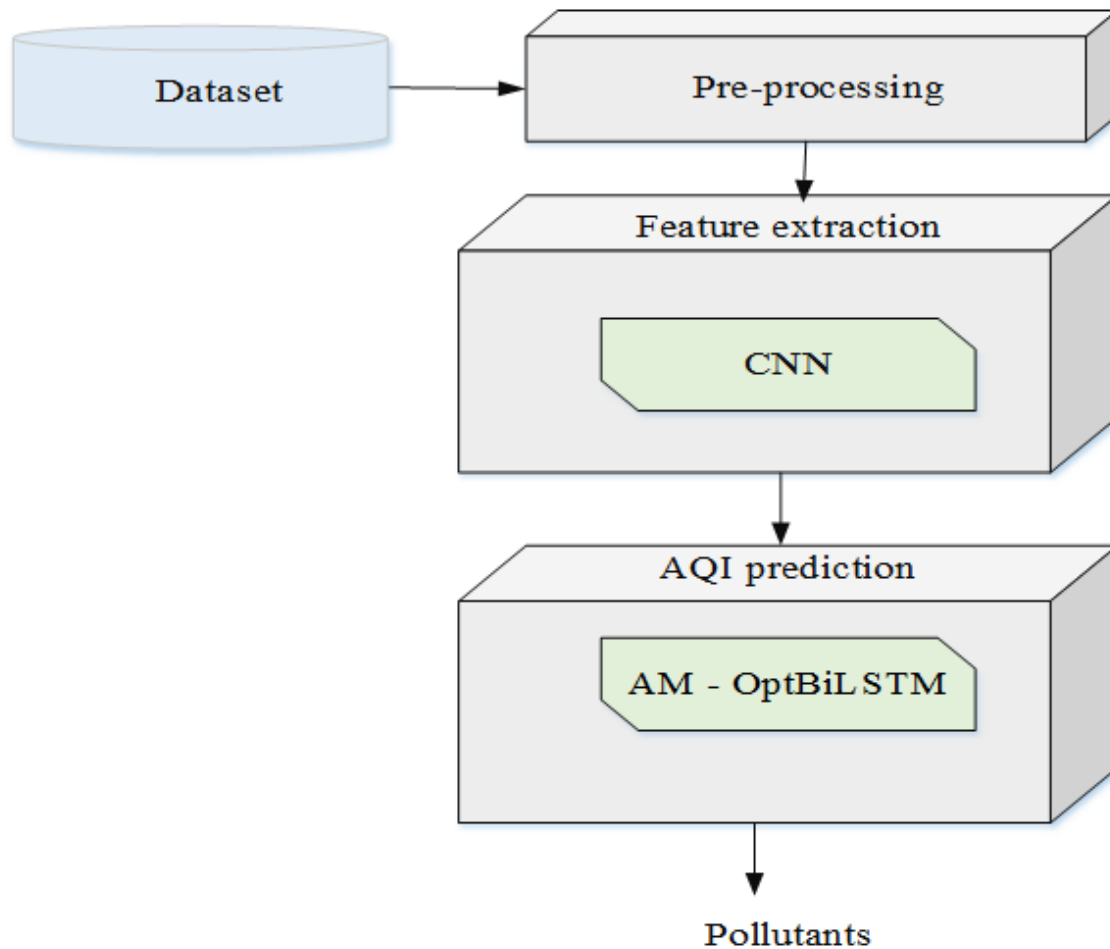 Dataset
Pre-processing
Feature extraction
CNN
AQI prediction
AM - OptBiLSTM
Pollutants